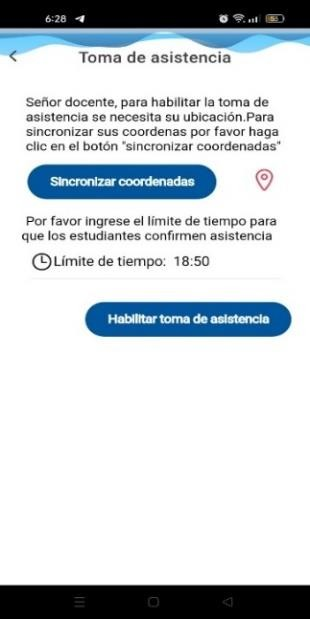 6:28
Toma de asistencia
Señor docente, para habilitar la toma de
asistencia se necesita su ubicación.Para
sincronizar sus coordenas por favor haga
clic en el botón "sincronizar coordenadas"
Sincronizar coordenadas
Por favor ingrese el límite de tiempo para
que los estudiantes confirmen asistencia
Límite de tiempo: 18:50
Habilitar toma de asistencia